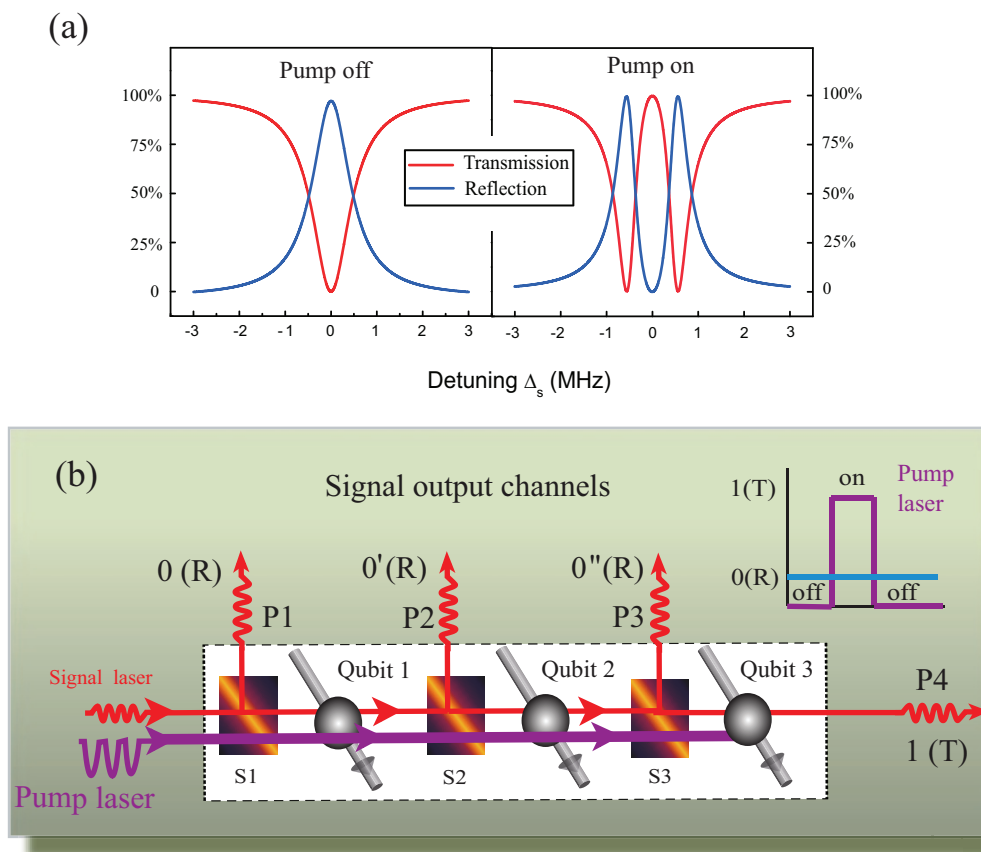 (a)
Pump off
Pump on
100%
75%
50%
25%
0
100%
75%
50%
25%
0
Transmission
Reflection
-3 -2 -1 0 1 2 3
-3 -2 -1 0 1 2 3
Detuning Δs (MHz)
(b)
Signal output channels
1(T)
on
Pump
laser
0(R)
off
off
0 (R)
0'(R)
0"(R)
P1
P2
P3
Qubit 1
Qubit 2
Qubit 3
Signal laser
P4
1 (T)
S1
S2
S3
Pump laser